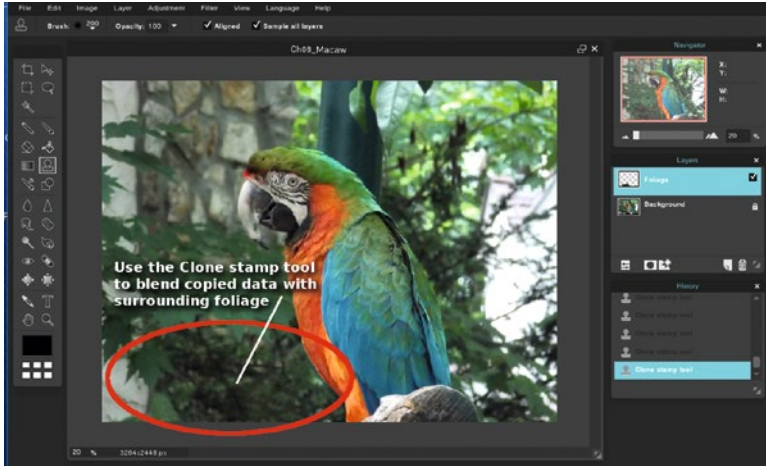 File Edit Image Layer Adjustment Filter View Language Help
Brush: 200 Opacity: 100 Aligned Sample all layers
Ch09_Macaw
Navigator
X:
Y:
W:
H:
20 %
Layers
Foliage
Background
History
Clone stamp tool
Clone stamp tool
Clone stamp tool
Clone stamp tool
Clone stamp tool
Use the Clone stamp tool
to blend copied data with
surrounding foliage
20 % 3264x2448 px